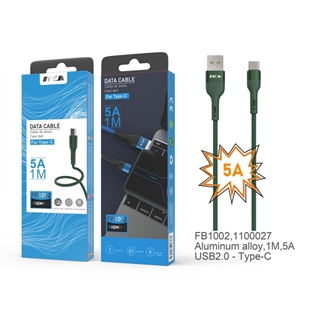 DATA CABLE
Cable de datos
For Type-C
5A
1M
DATA CABLE
Cable de datos
For Type-C
5A
1M
5A
FB1002,1100027
Aluminum alloy,1M,5A
USB2.0 - Type-C